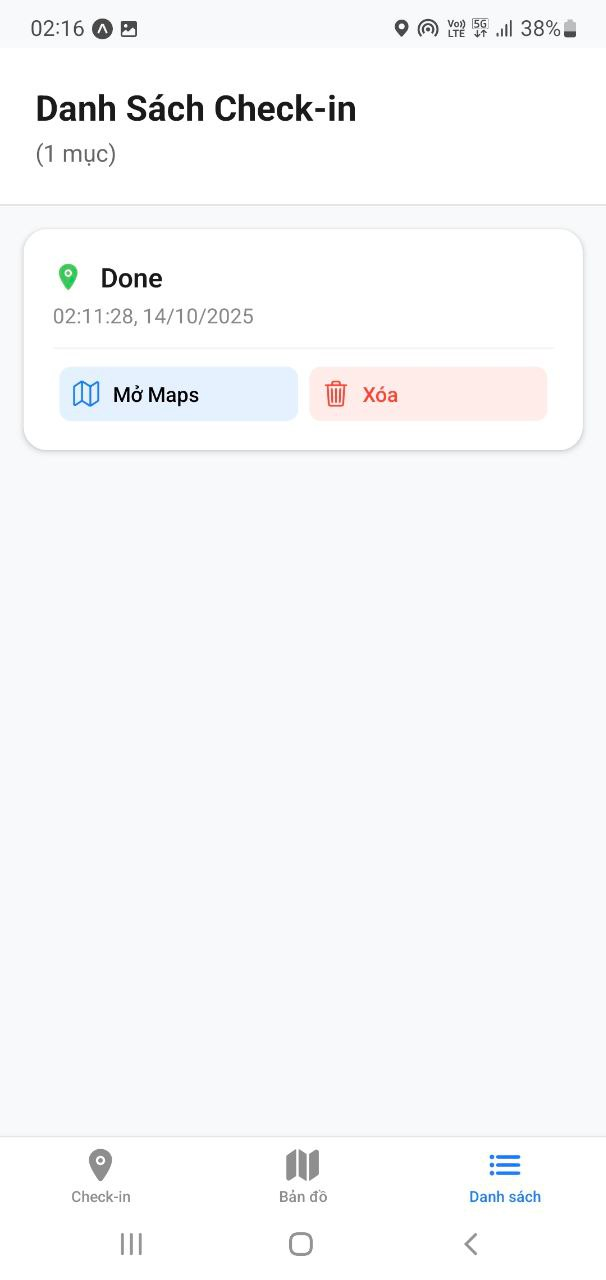 02:16 Vo)) LTE 5G 38%
Danh Sách Check-in
(1 mục)
Done
02:11:28, 14/10/2025
Mở Maps Xóa
Check-in Bản đồ Danh sách